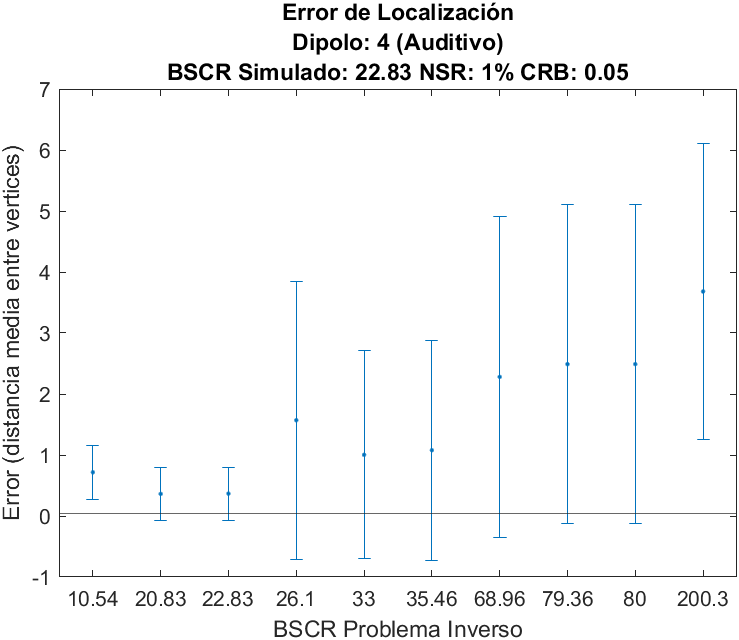 Error de Localización
Dipolo: 4 (Auditivo)
BSCR Simulado: 22.83 NSR: 1% CRB: 0.05
Error (distancia media entre vertices)
7
6
5
4
3
2
1
0
-1
10.54 20.83 22.83 26.1 33 35.46 68.96 79.36 80 200.3
BSCR Problema Inverso